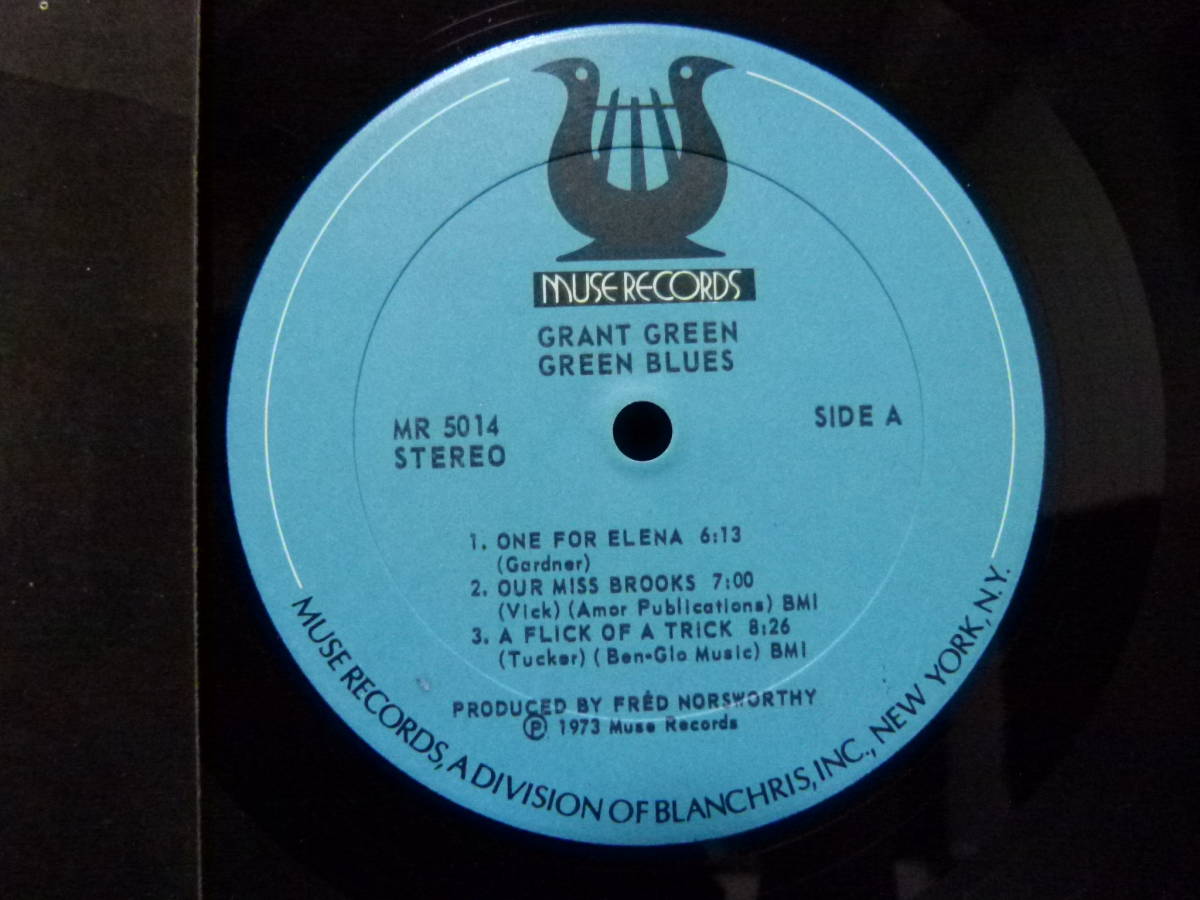 MUSE RECORDS
GRANT GREEN
GREEN BLUES
MR 5014
STEREO
SIDE A
1. ONE FOR ELENA 6:13
(Gardner)
2. OUR MISS BROOKS 7:00
(Vick) (Amor Publications) BMI
3. A FLICK OF A TRICK 8:26
(Tucker) (Ben-Glo Music) BMI
PRODUCED BY FRÉD NORSWORTHY
Ⓟ 1973 Muse Records
MUSE RECORDS, A DIVISION OF BLANCHRIS, INC., NEW YORK, N.Y.